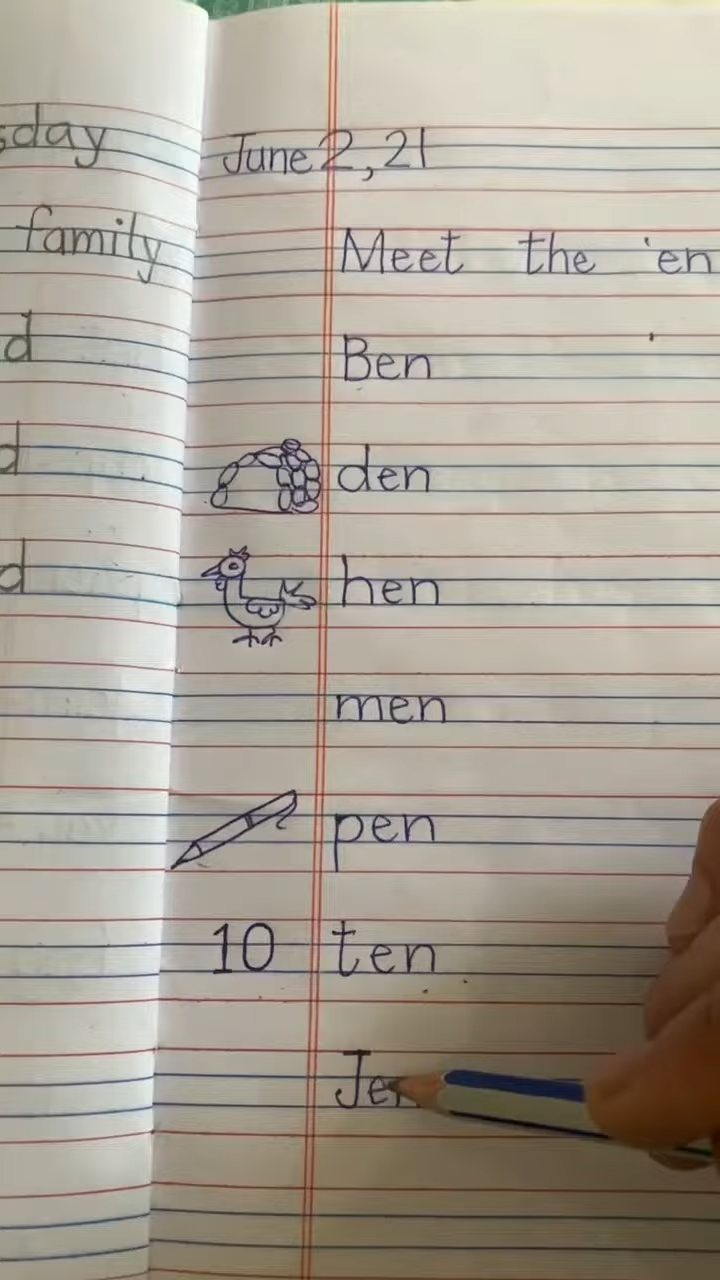 sday
family
d
d
d
June 2, 21
Meet the 'en
Ben
den
hen
men
pen
10 ten